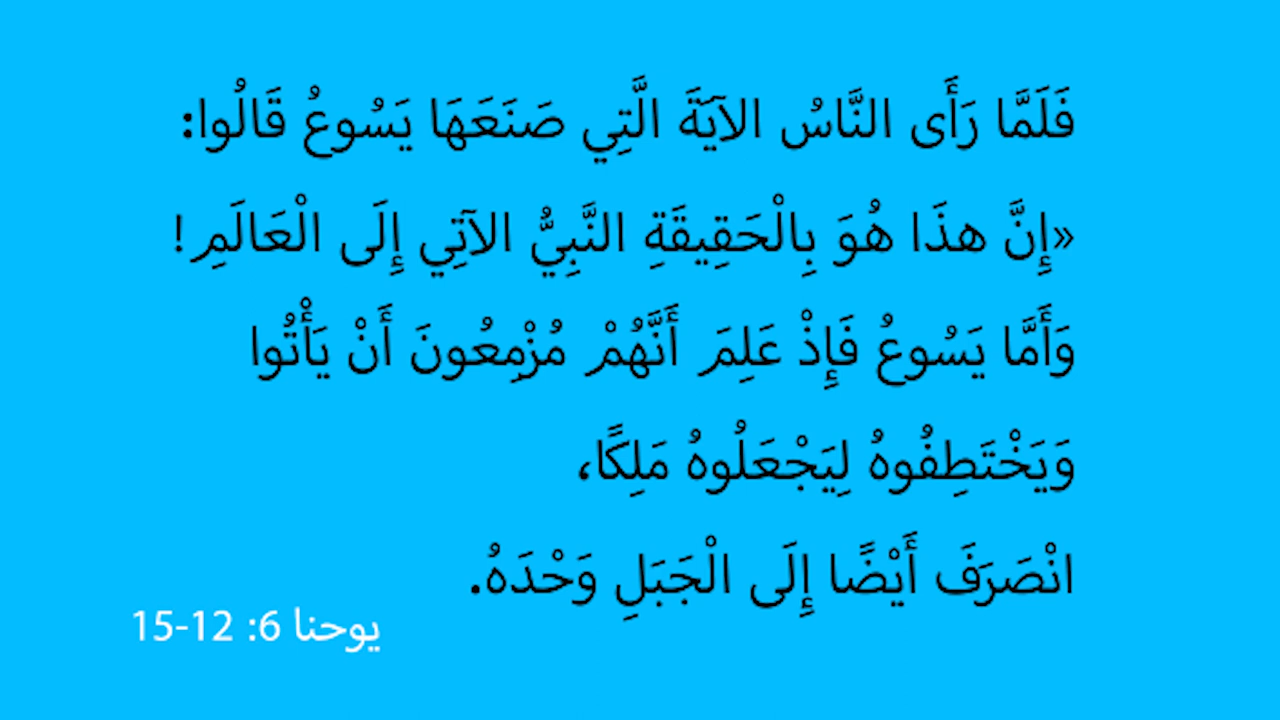 فَلَمَّا رَأَى النَّاسُ الآيَةَ الَّتِي صَنَعَهَا يَسُوعُ قَالُوا:
«إِنَّ هذَا هُوَ بِالْحَقِيقَةِ النَّبِيُّ الآتِي إِلَى الْعَالَمِ!
وَأَمَّا يَسُوعُ فَإِذْ عَلِمَ أَنَّهُمْ مُزْمِعُونَ أَنْ يَأْتُوا
وَيَخْتَطِفُوهُ لِيَجْعَلُوهُ مَلِكًا،
انْصَرَفَ أَيْضًا إِلَى الْجَبَلِ وَحْدَهُ.
يوحنا 6: 12-15